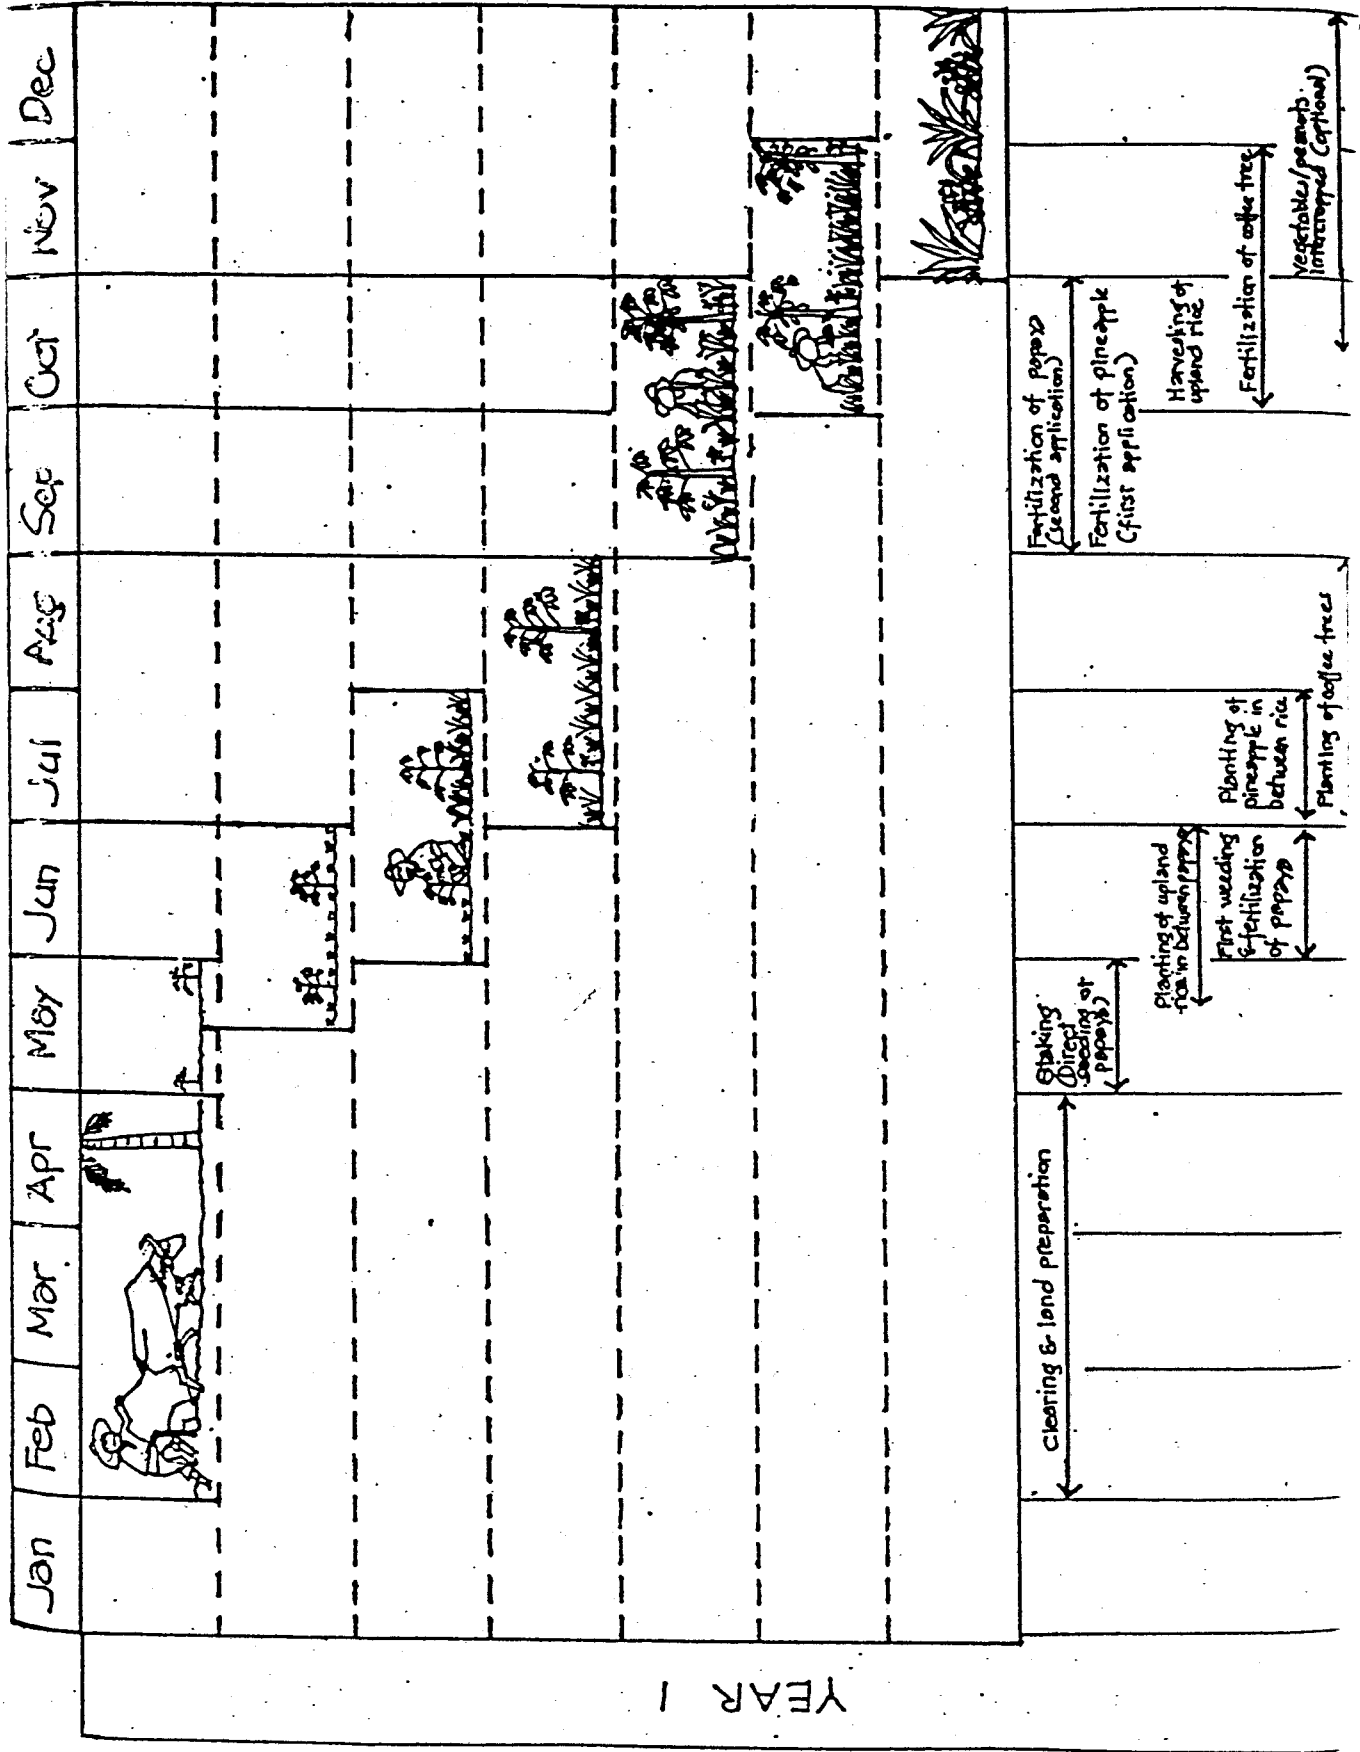 Jan
Feb
Mar
Apr
May
Jun
Jul
Aug
Sep
Oct
Nov
Dec
YEAR 1
Clearing & land preparation
Staking
(Direct
seeding of
papaya)
Planting of upland
rice in between papaya
First weeding
& fertilization
of papaya
Planting of
pineapple in
between rice
Planting of coffee trees
Fertilization of papaya
(second application)
Fertilization of pineapple
(first application)
Harvesting of
upland rice
Fertilization of coffee tree
Vegetables/peanuts
intercropped (optional)